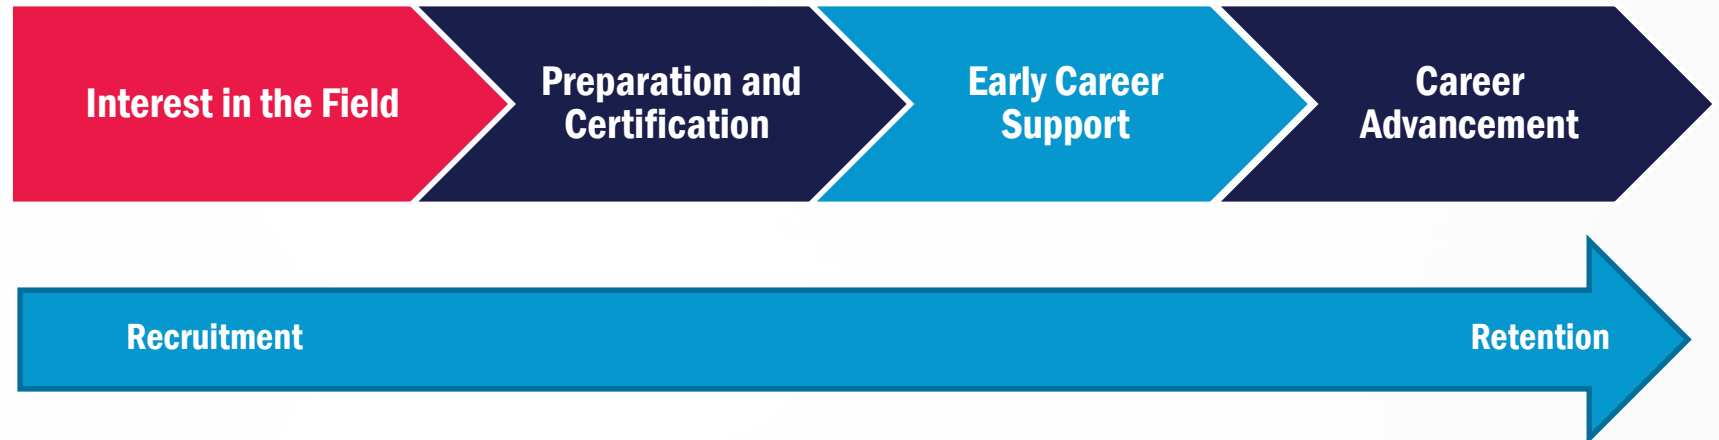 Interest in the Field
Preparation and
Certification
Early Career
Support
Career
Advancement
Recruitment
Retention